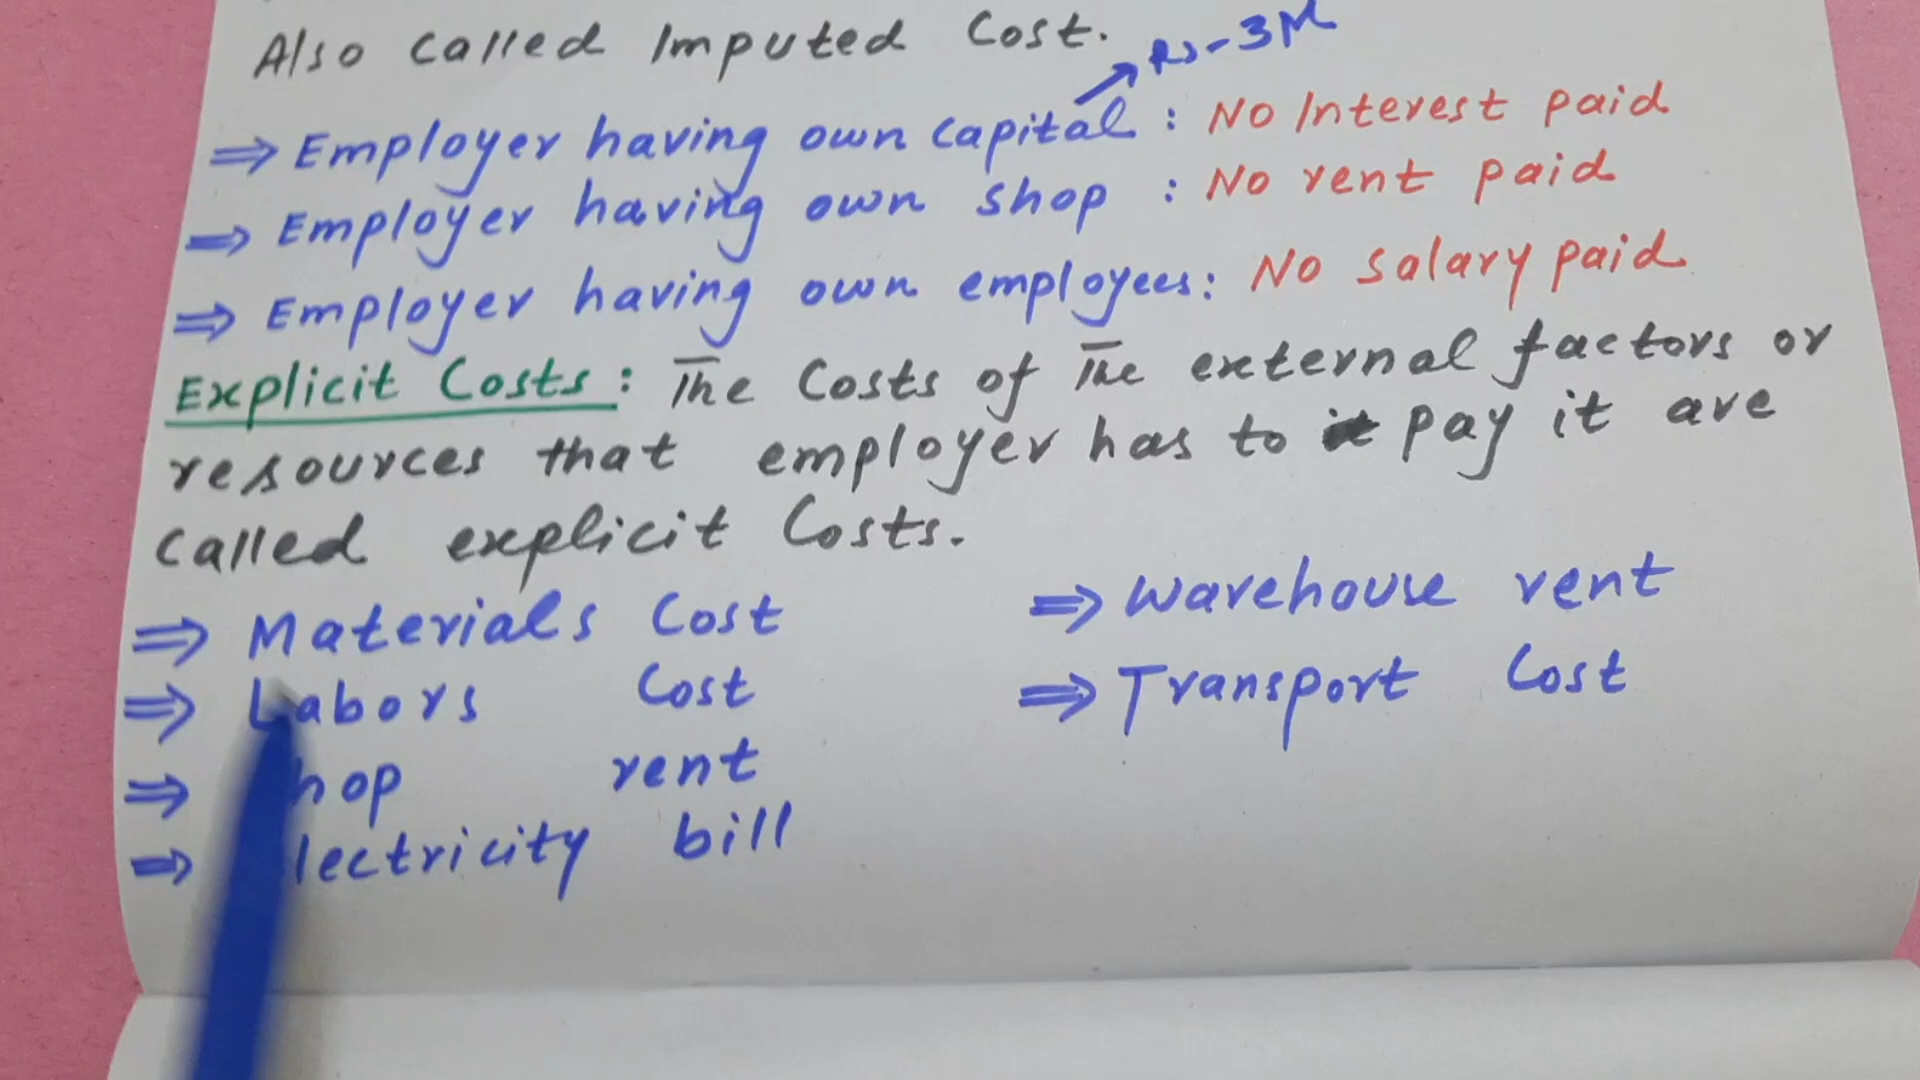 Also called Imputed Cost.
Rs-3M
⇒ Employer having own capital : No Interest paid
⇒ Employer having own shop : No rent paid
⇒ Employer having own employees: No salary paid
Explicit Costs: The Costs of The external factors or
resources that employer has to pay it are
called explicit Costs.
⇒ Materials Cost
⇒ Labors Cost
⇒ hop rent
⇒ lectricity bill
⇒ Warehouse rent
⇒ Transport Cost